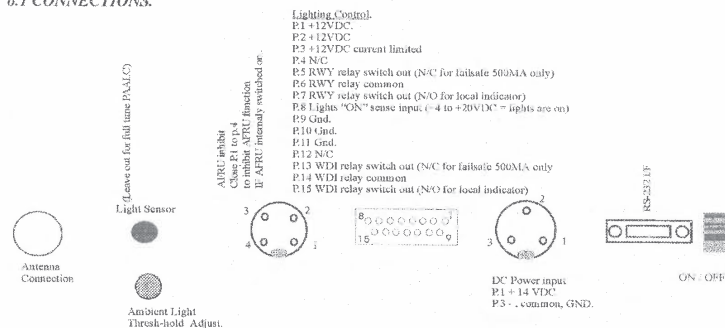 6.1 CONNECTIONS.
Lighting Control.
P.1 +12VDC.
P.2 +12VDC
P.3 +12VDC current limited
P.4 N/C
P.5 RWY relay switch out (N/C for failsafe 500MA only)
P.6 RWY relay common
P.7 RWY relay switch out (N/O for local indicator)
P.8 Lights "ON" sense input (+4 to +20VDC = lights are on)
P.9 Gnd.
P.10 Gnd.
P.11 Gnd.
P.12 N/C
P.13 WDI relay switch out (N/C for failsafe 500MA only
P.14 WDI relay common
P.15 WDI relay switch out (N/O for local indicator)
(Leave out for full time PAALC)
Light Sensor
AFRU inhibit
Close P.1 to p.4
to inhibit AFRU function
IF AFRU internaly switched on.
RS-232 I/F
3 2
4 1
8 1
15 9
2
3 1
Antenna
Connection
Ambient Light
Thresh-hold Adjust.
DC Power input
P.1 + 14 VDC
P.3 - . common, GND.
ON / OFF